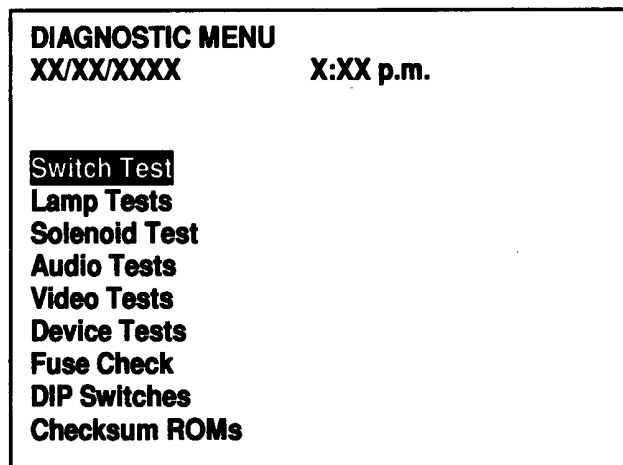 DIAGNOSTIC MENU
XX/XX/XXXX X:XX p.m.
Switch Test
Lamp Tests
Solenoid Test
Audio Tests
Video Tests
Device Tests
Fuse Check
DIP Switches
Checksum ROMs